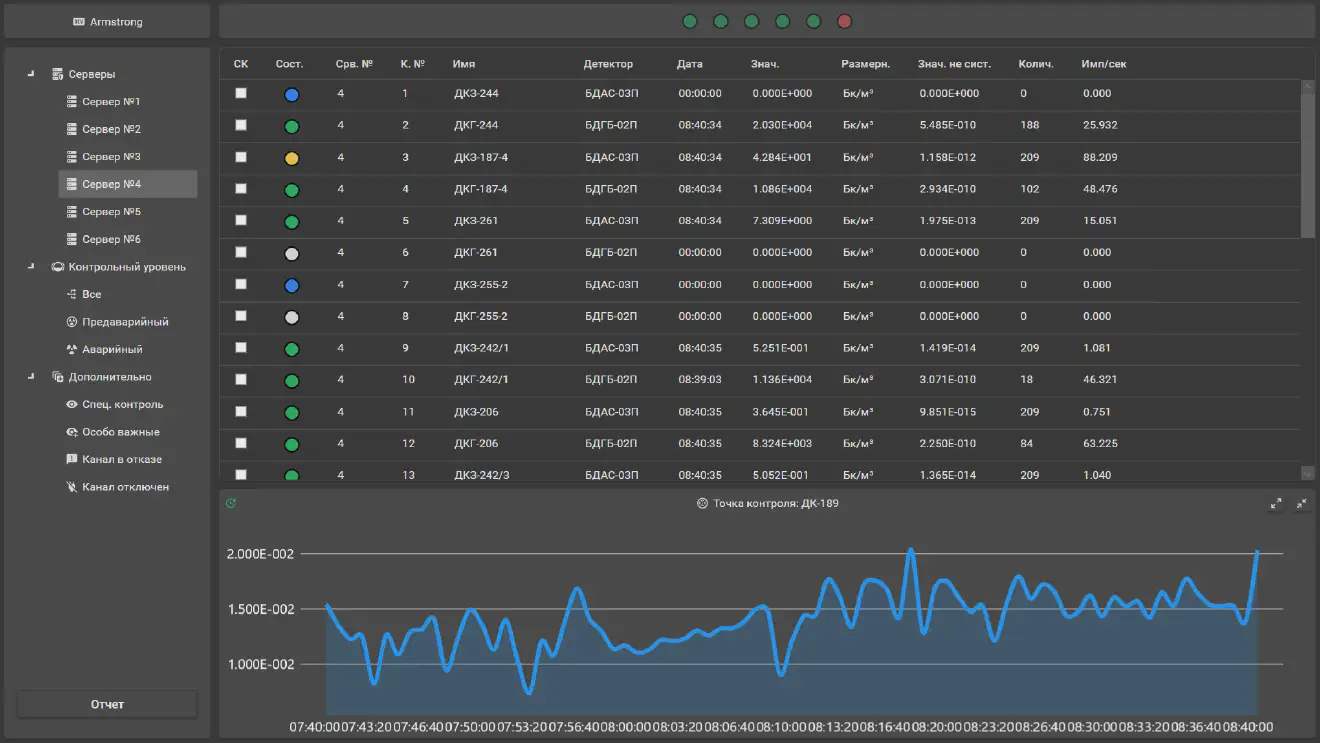 Armstrong
Серверы
Сервер №1
Сервер №2
Сервер №3
Сервер №4
Сервер №5
Сервер №6
Контрольный уровень
Все
Предаварийный
Аварийный
Дополнительно
Спец. контроль
Особо важные
Канал в отказе
Канал отключен
Отчет
СК Сост. Срв. № К. № Имя Детектор Дата Знач. Размерн. Знач. не сист. Колич. Имп/сек
4 1 ДКЗ-244 БДАС-03П 00:00:00 0.000E+000 Бк/м³ 0.000E+000 0 0.000
4 2 ДКГ-244 БДГБ-02П 08:40:34 2.030E+004 Бк/м³ 5.485E-010 188 25.932
4 3 ДКЗ-187-4 БДАС-03П 08:40:34 4.284E+001 Бк/м³ 1.158E-012 209 88.209
4 4 ДКГ-187-4 БДГБ-02П 08:40:34 1.086E+004 Бк/м³ 2.934E-010 102 48.476
4 5 ДКЗ-261 БДАС-03П 08:40:34 7.309E+000 Бк/м³ 1.975E-013 209 15.051
4 6 ДКГ-261 БДГБ-02П 00:00:00 0.000E+000 Бк/м³ 0.000E+000 0 0.000
4 7 ДКЗ-255-2 БДАС-03П 00:00:00 0.000E+000 Бк/м³ 0.000E+000 0 0.000
4 8 ДКГ-255-2 БДГБ-02П 00:00:00 0.000E+000 Бк/м³ 0.000E+000 0 0.000
4 9 ДКЗ-242/1 БДАС-03П 08:40:35 5.251E-001 Бк/м³ 1.419E-014 209 1.081
4 10 ДКГ-242/1 БДГБ-02П 08:39:03 1.136E+004 Бк/м³ 3.071E-010 18 46.321
4 11 ДКЗ-206 БДАС-03П 08:40:35 3.645E-001 Бк/м³ 9.851E-015 209 0.751
4 12 ДКГ-206 БДГБ-02П 08:40:35 8.324E+003 Бк/м³ 2.250E-010 84 63.225
4 13 ДКЗ-242/3 БДАС-03П 08:40:35 5.052E-001 Бк/м³ 1.365E-014 209 1.040
Точка контроля: ДК-189
2.000E-002
1.500E-002
1.000E-002
07:40:00 07:43:20 07:46:40 07:50:00 07:53:20 07:56:40 08:00:00 08:03:20 08:06:40 08:10:00 08:13:20 08:16:40 08:20:00 08:23:20 08:26:40 08:30:00 08:33:20 08:36:40 08:40:00